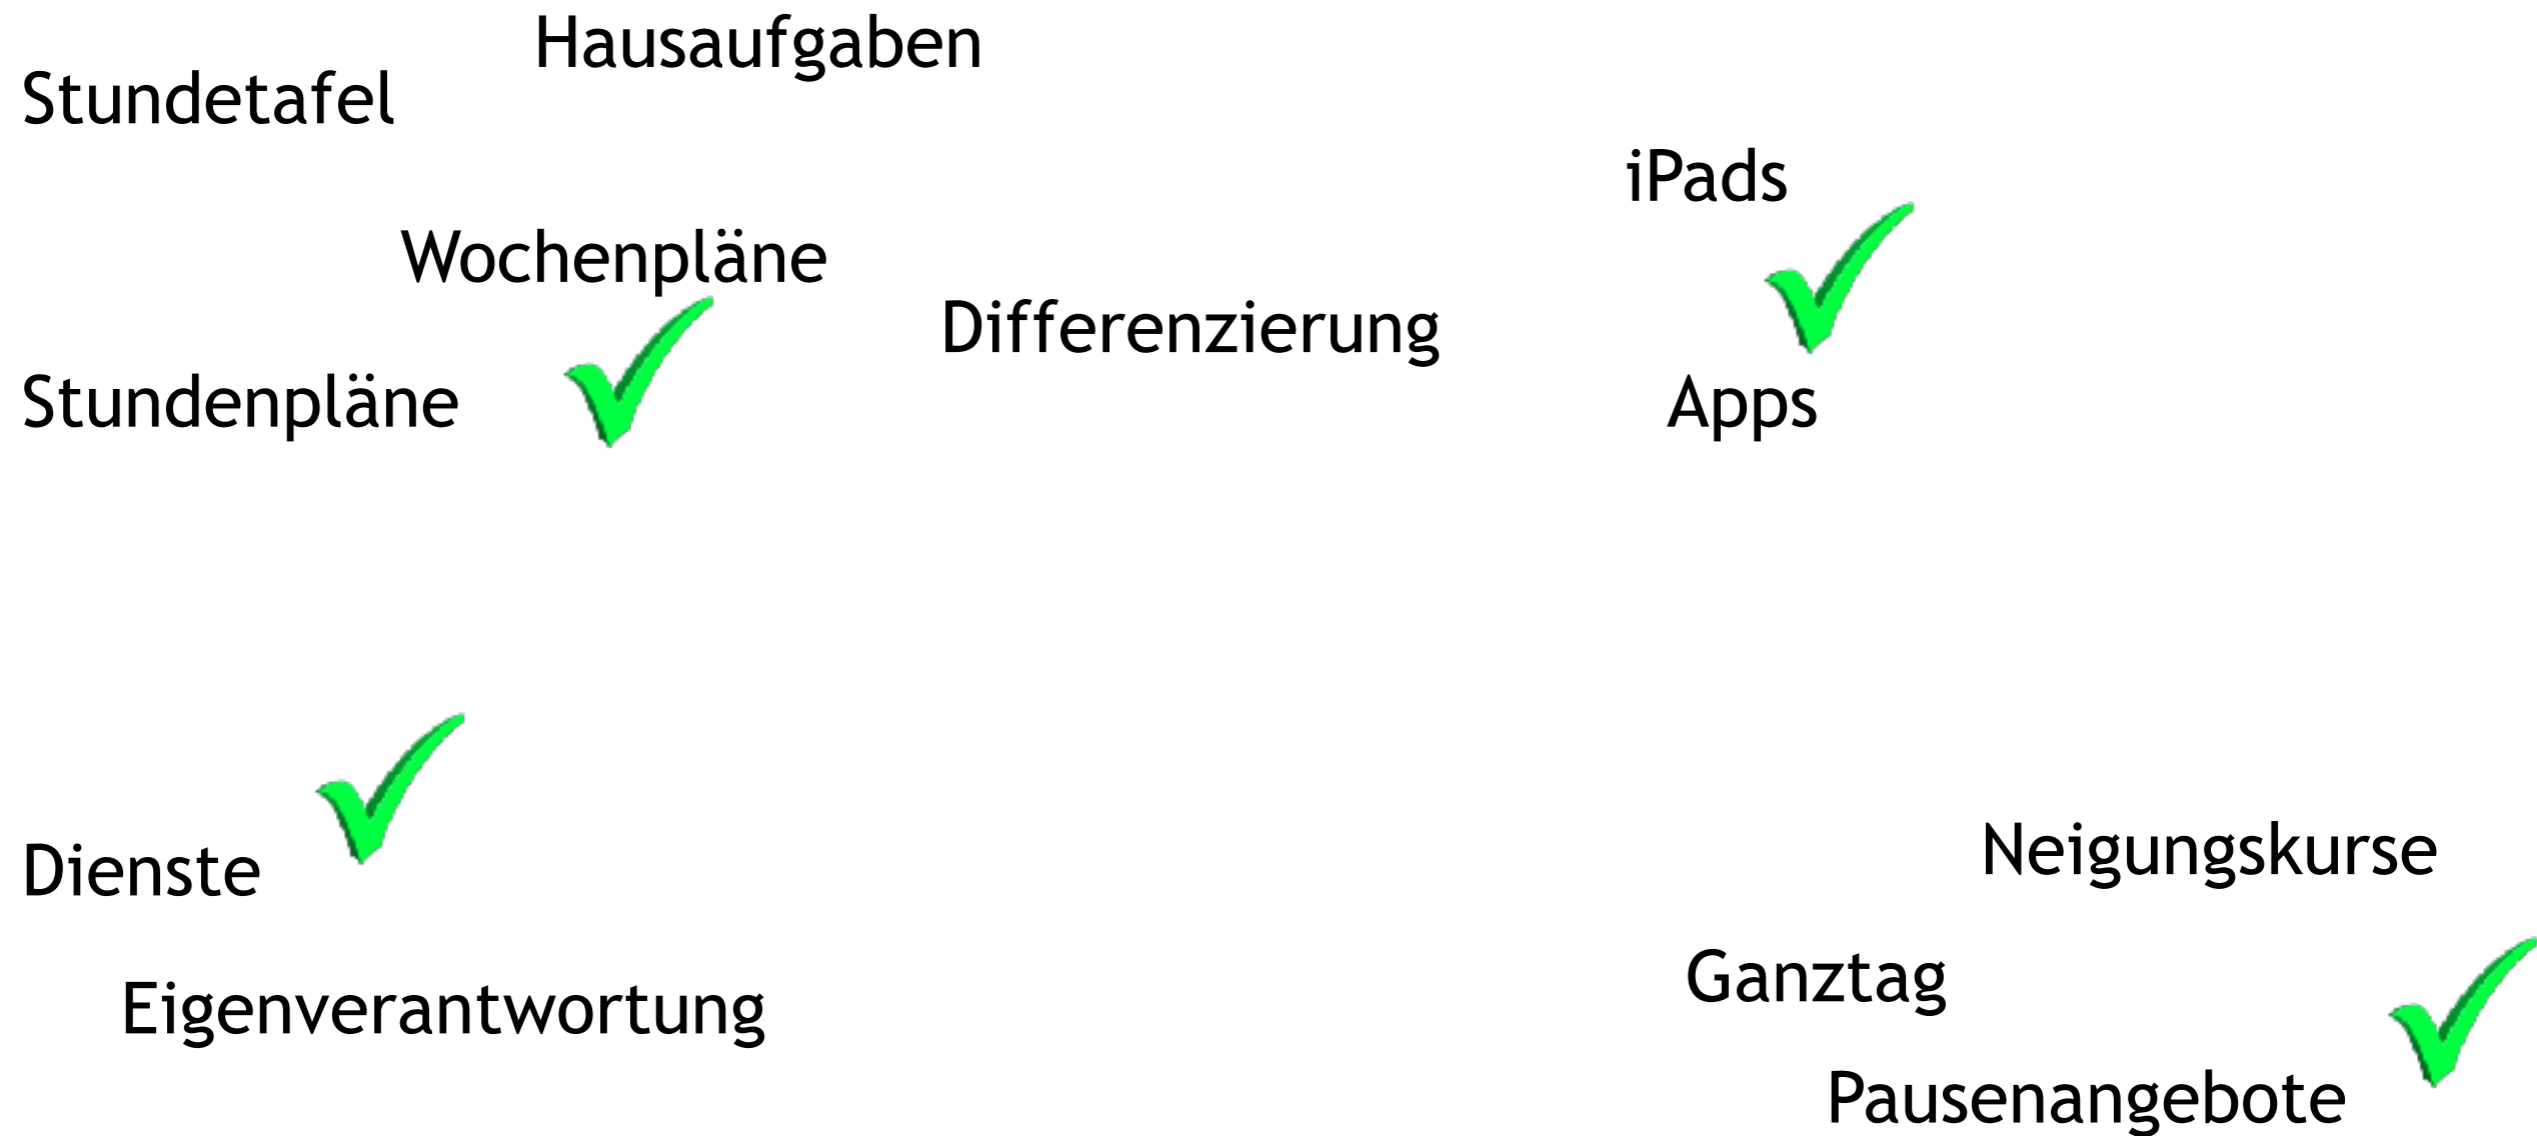 Hausaufgaben
Stundetafel
iPads
Wochenpläne
Differenzierung
Stundenpläne
Apps
Neigungskurse
Dienste
Ganztag
Eigenverantwortung
Pausenangebote